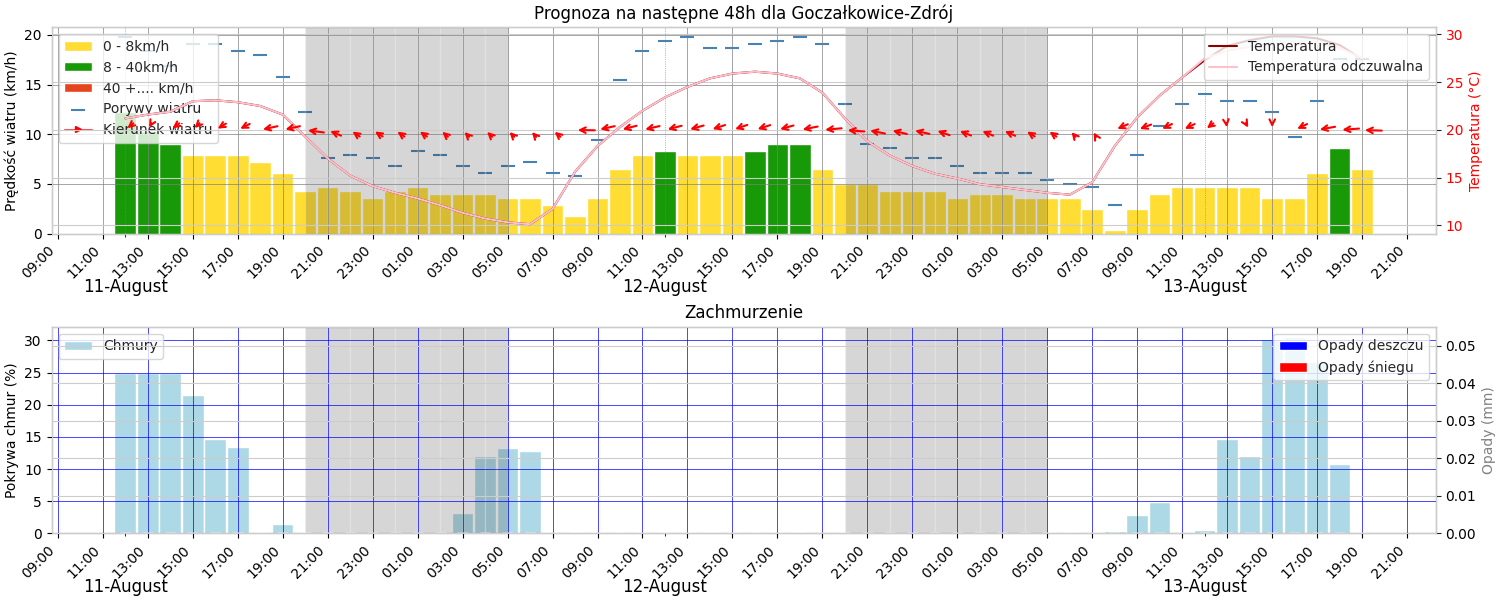 Prognoza na następne 48h dla Goczałkowice-Zdrój
Prędkość wiatru (km/h)
20
15
10
5
0
0 - 8km/h
8 - 40km/h
40 +.... km/h
Porywy wiatru
Kierunek wiatru
Temperatura
Temperatura odczuwalna
30
25
20
15
10
Temperatura (°C)
09:00 11:00 13:00 15:00 17:00 19:00 21:00 23:00 01:00 03:00 05:00 07:00 09:00 11:00 13:00 15:00 17:00 19:00 21:00 23:00 01:00 03:00 05:00 07:00 09:00 11:00 13:00 15:00 17:00 19:00 21:00
11-August 12-August 13-August
Zachmurzenie
Pokrywa chmur (%)
30
25
20
15
10
5
0
Chmury
Opady deszczu
Opady śniegu
0.05
0.04
0.03
0.02
0.01
0.00
Opady (mm)
09:00 11:00 13:00 15:00 17:00 19:00 21:00 23:00 01:00 03:00 05:00 07:00 09:00 11:00 13:00 15:00 17:00 19:00 21:00 23:00 01:00 03:00 05:00 07:00 09:00 11:00 13:00 15:00 17:00 19:00 21:00
11-August 12-August 13-August